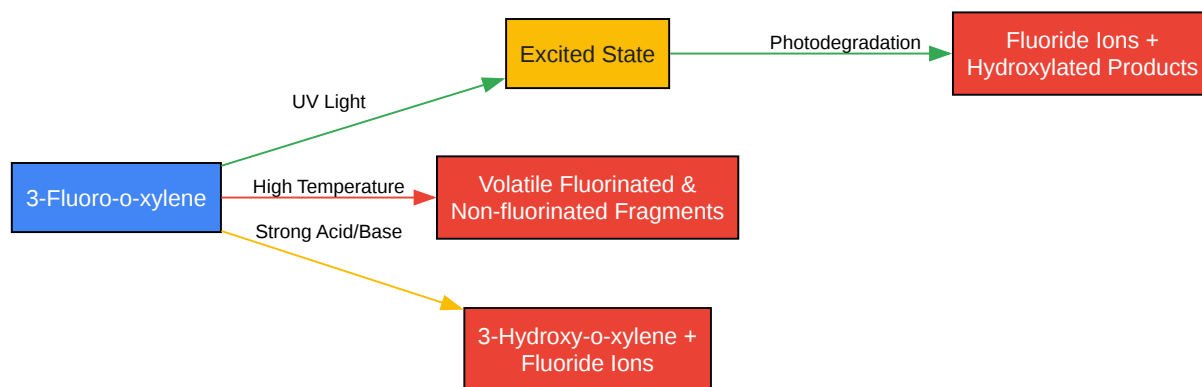 Excited State
Photodegradation
Fluoride Ions +
Hydroxylated Products
UV Light
3-Fluoro-o-xylene
High Temperature
Volatile Fluorinated &
Non-fluorinated Fragments
Strong Acid/Base
3-Hydroxy-o-xylene +
Fluoride Ions